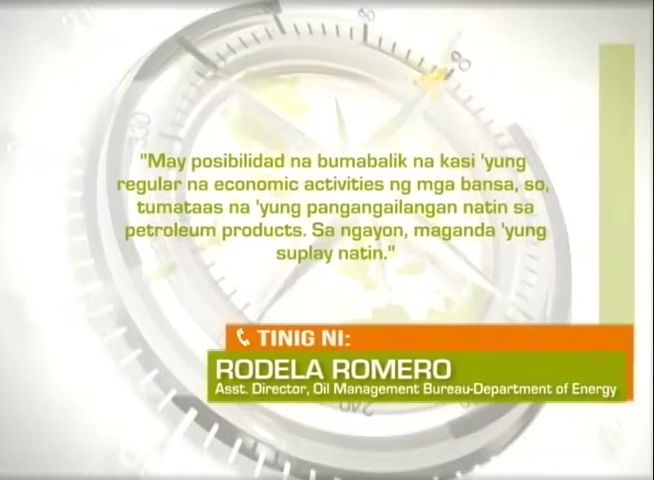 "May posibilidad na bumabalik na kasi 'yung
regular na economic activities ng mga bansa, so,
tumataas na 'yung pangangailangan natin sa
petroleum products. Sa ngayon, maganda 'yung
suplay natin."
TINIG NI:
RODELA ROMERO
Asst. Director, Oil Management Bureau-Department of Energy
330